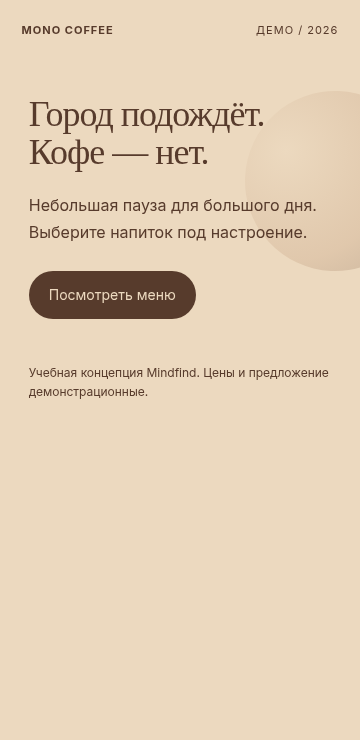 MONO COFFEE
ДЕМО / 2026
Город подождёт.
Кофе — нет.
Небольшая пауза для большого дня.
Выберите напиток под настроение.
Посмотреть меню
Учебная концепция Mindfind. Цены и предложение
демонстрационные.